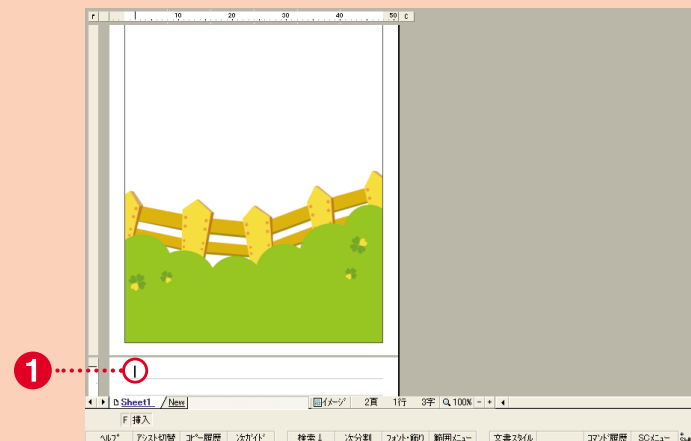 r 10 20 30 40 50 c
1
Sheet1 New イメージ 2頁 1行 3字 100% - +
F 挿入
ヘルプ アシスト切替 コピー履歴 次ガイド 検索↓ 次分割 フォント・飾り 範囲メニュー 文書スタイル コマンド履歴 SCメニュー